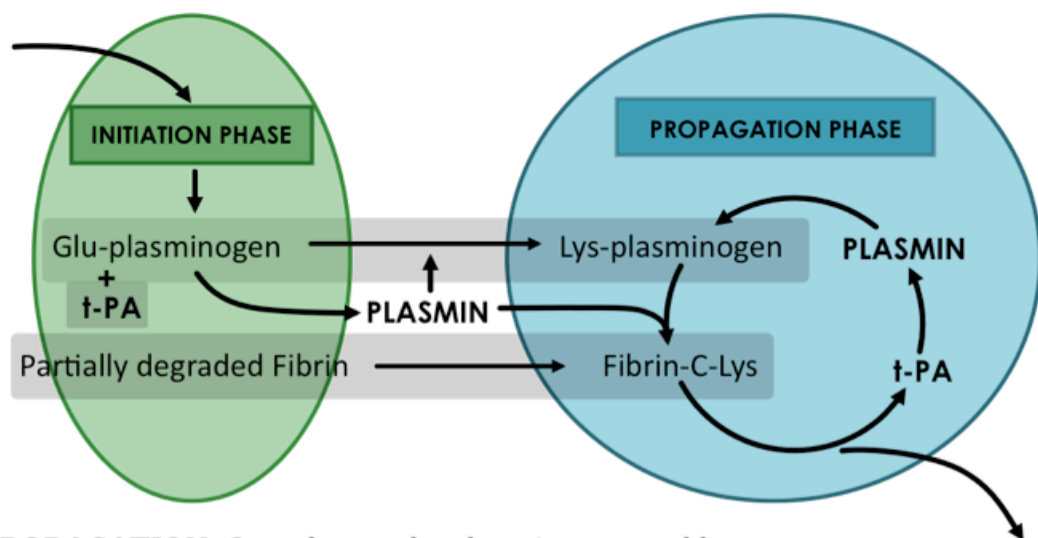 INITIATION PHASE
PROPAGATION PHASE
Glu-plasminogen
Lys-plasminogen
PLASMIN
+
t-PA
PLASMIN
Partially degraded Fibrin
Fibrin-C-Lys
t-PA